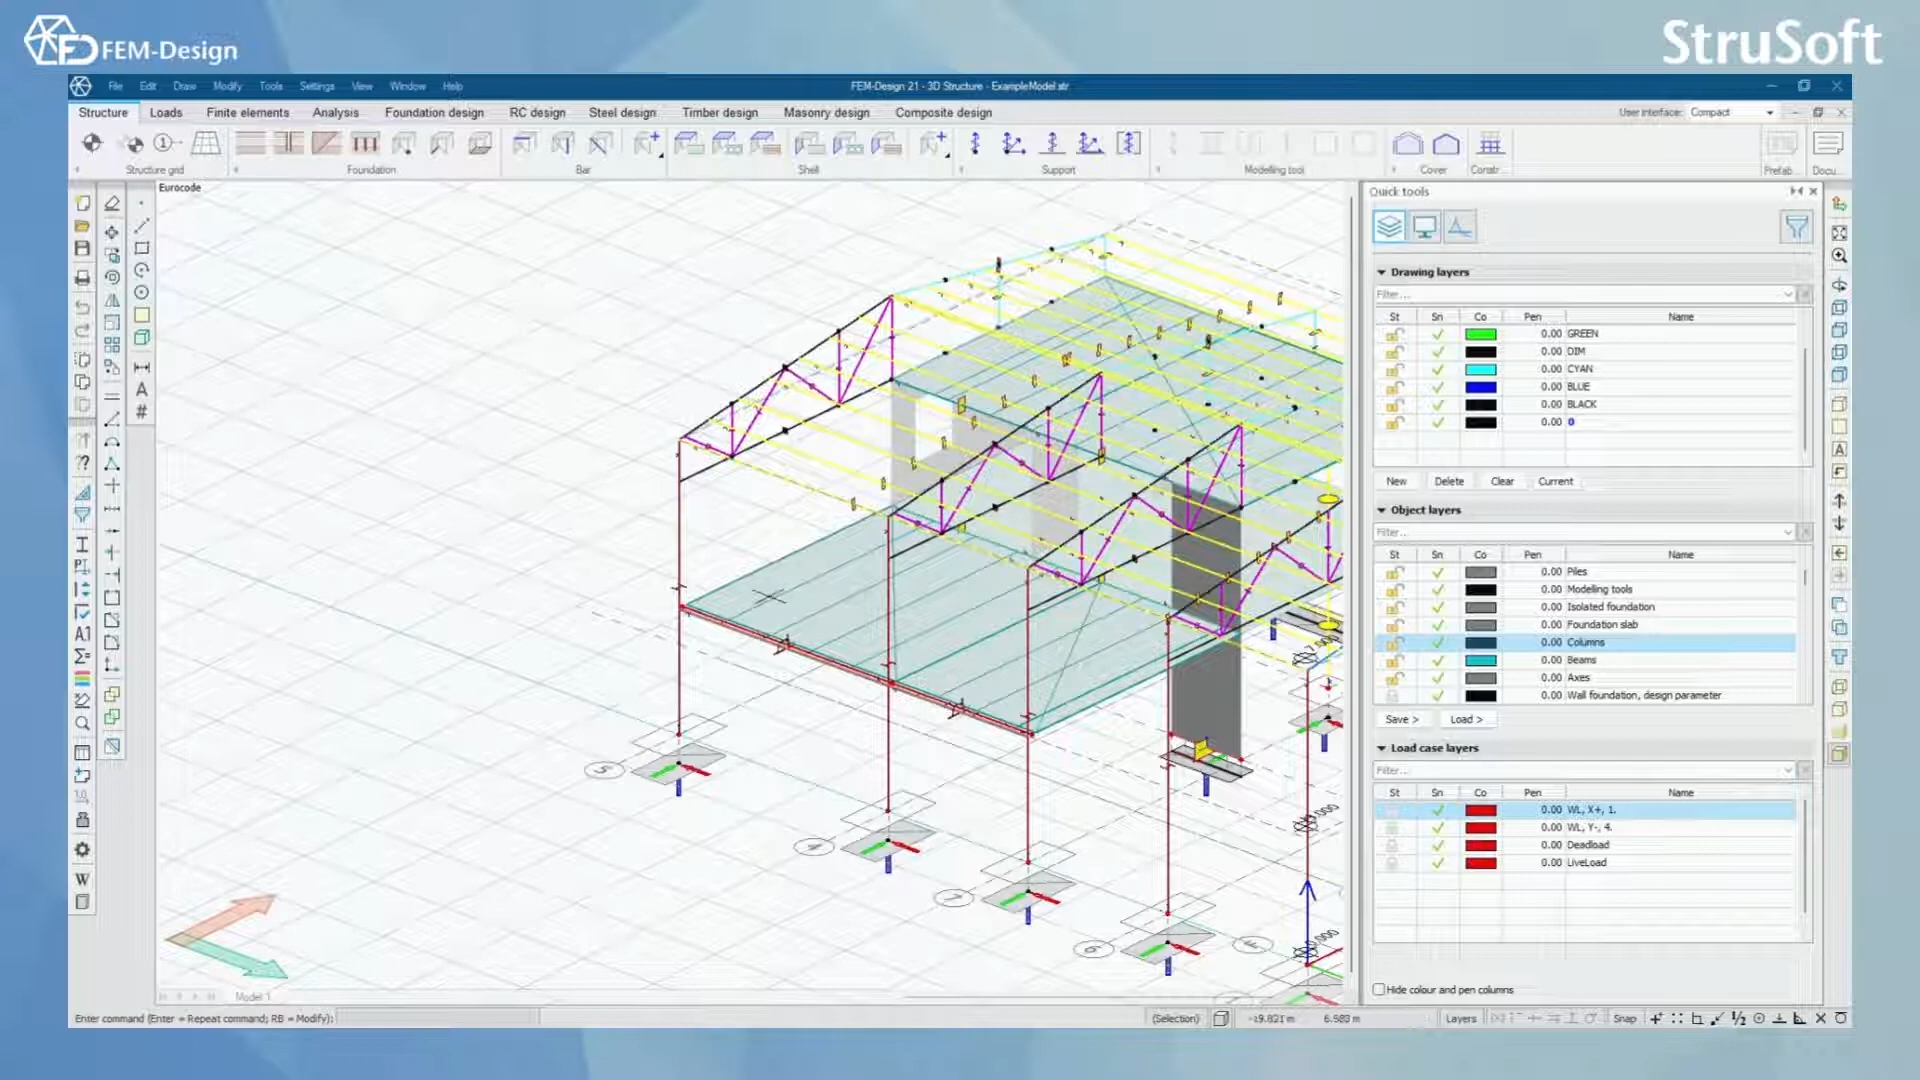 FEM-Design
StruSoft
File Edit Draw Modify Tools Settings View Window Help
FEM-Design 21 - 3D Structure - ExampleModel.str
Structure Loads Finite elements Analysis Foundation design RC design Steel design Timber design Masonry design Composite design
User interface: Compact
Structure grid Foundation Bar Shell Support Modelling tool Cover Constr... Prefab... Docu...
Eurocode
Quick tools
Drawing layers
Filter...
St Sn Co Pen Name
0.00 GREEN
0.00 DIM
0.00 CYAN
0.00 BLUE
0.00 BLACK
0.00 0
New Delete Clear Current
Object layers
Filter...
St Sn Co Pen Name
0.00 Piles
0.00 Modelling tools
0.00 Isolated foundation
0.00 Foundation slab
0.00 Columns
0.00 Beams
0.00 Axes
0.00 Wall foundation, design parameter
Save > Load >
Load case layers
Filter...
St Sn Co Pen Name
0.00 WL, X+, 1.
0.00 WL, Y-, 4.
0.00 Deadload
0.00 LiveLoad
Hide colour and pen columns
5
4
6
Model 1
Enter command (Enter = Repeat command; RB = Modify):
(Selection)
-19.821 m 6.983 m
Layers
Snap